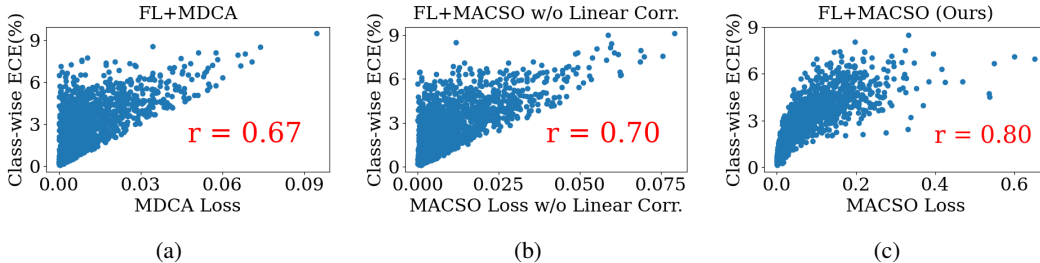 FL+MDCA
Class-wise ECE(%)
9
6
3
0
r = 0.67
0.00 0.03 0.06 0.09
MDCA Loss
(a)
FL+MACSO w/o Linear Corr.
Class-wise ECE(%)
9
6
3
0
r = 0.70
0.000 0.025 0.050 0.075
MACSO Loss w/o Linear Corr.
(b)
FL+MACSO (Ours)
Class-wise ECE(%)
9
6
3
0
r = 0.80
0.0 0.2 0.4 0.6
MACSO Loss
(c)